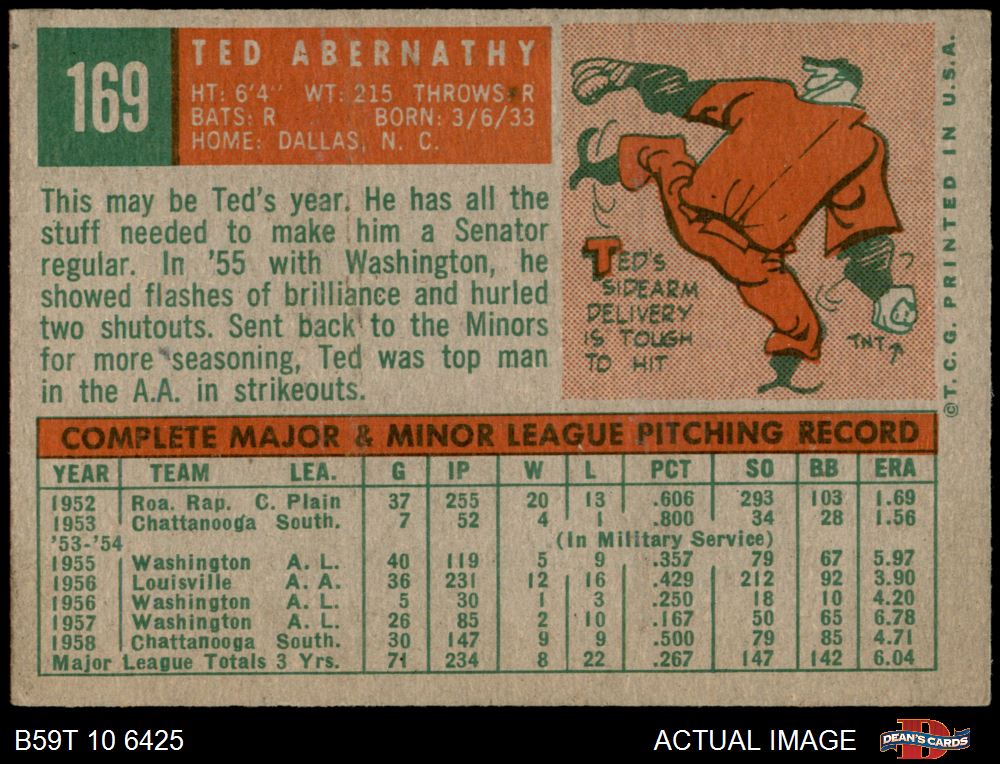 169
TED ABERNATHY
HT: 6'4" WT: 215 THROWS: R
BATS: R BORN: 3/6/33
HOME: DALLAS, N. C.
This may be Ted's year. He has all the
stuff needed to make him a Senator
regular. In '55 with Washington, he
showed flashes of brilliance and hurled
two shutouts. Sent back to the Minors
for more seasoning, Ted was top man
in the A.A. in strikeouts.
TED'S
SIDEARM
DELIVERY
IS TOUGH
TO HIT
TNT
©T. C. G. PRINTED IN U.S.A.
COMPLETE MAJOR & MINOR LEAGUE PITCHING RECORD
YEAR TEAM LEA. G IP W L PCT SO BB ERA
1952 Roa. Rap. C. Plain 37 255 20 13 .606 293 103 1.69
1953 Chattanooga South. 7 52 4 1 .800 34 28 1.56
'53-'54 (In Military Service)
1955 Washington A. L. 40 119 5 9 .357 79 67 5.97
1956 Louisville A. A. 36 231 12 16 .429 212 92 3.90
1956 Washington A. L. 5 30 1 3 .250 18 10 4.20
1957 Washington A. L. 26 85 2 10 .167 50 65 6.78
1958 Chattanooga South. 30 147 9 9 .500 79 85 4.71
Major League Totals 3 Yrs. 71 234 8 22 .267 147 142 6.04
B59T 10 6425
ACTUAL IMAGE
D
DEAN'S CARDS